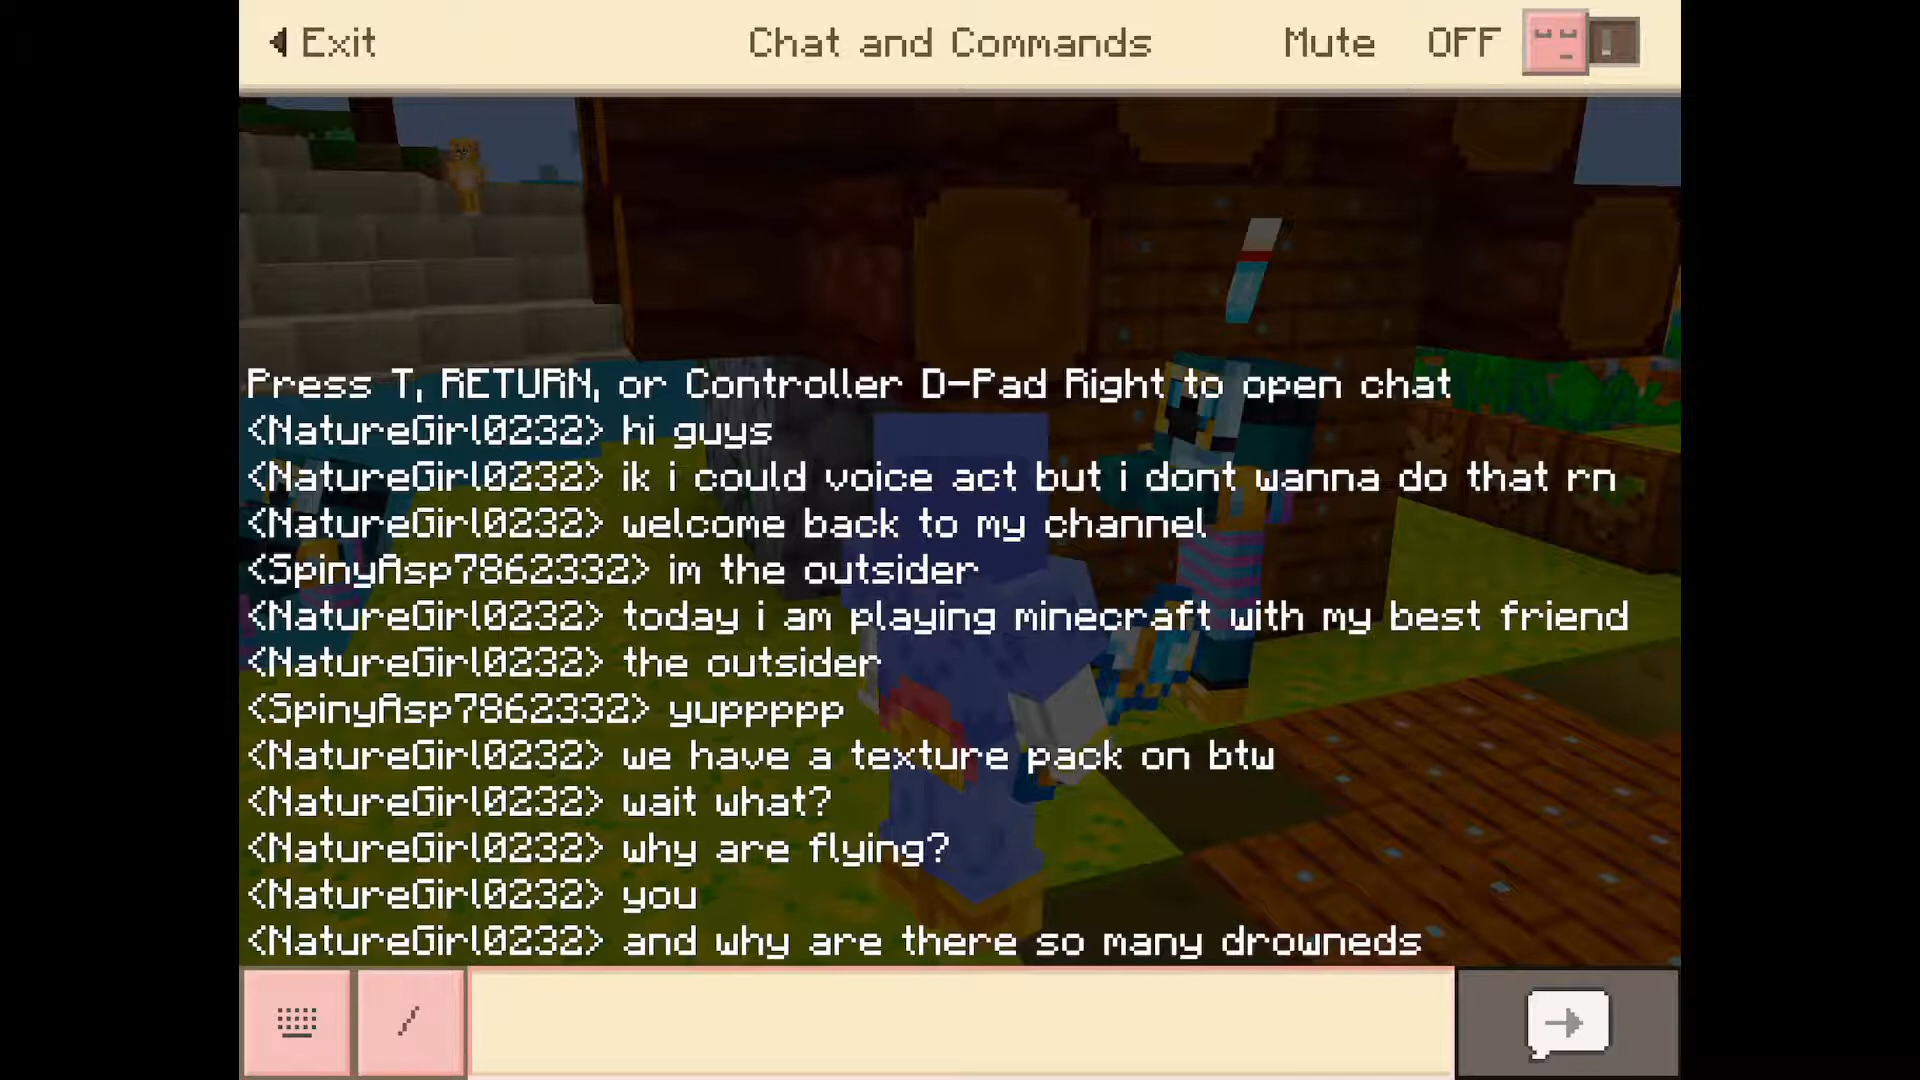 Exit
Chat and Commands
Mute OFF
Press T, RETURN, or Controller D-Pad Right to open chat
<NatureGirl0232> hi guys
<NatureGirl0232> ik i could voice act but i dont wanna do that rn
<NatureGirl0232> welcome back to my channel
<SpinyAsp7862332> im the outsider
<NatureGirl0232> today i am playing minecraft with my best friend
<NatureGirl0232> the outsider
<SpinyAsp7862332> yuppppp
<NatureGirl0232> we have a texture pack on btw
<NatureGirl0232> wait what?
<NatureGirl0232> why are flying?
<NatureGirl0232> you
<NatureGirl0232> and why are there so many drowneds
/